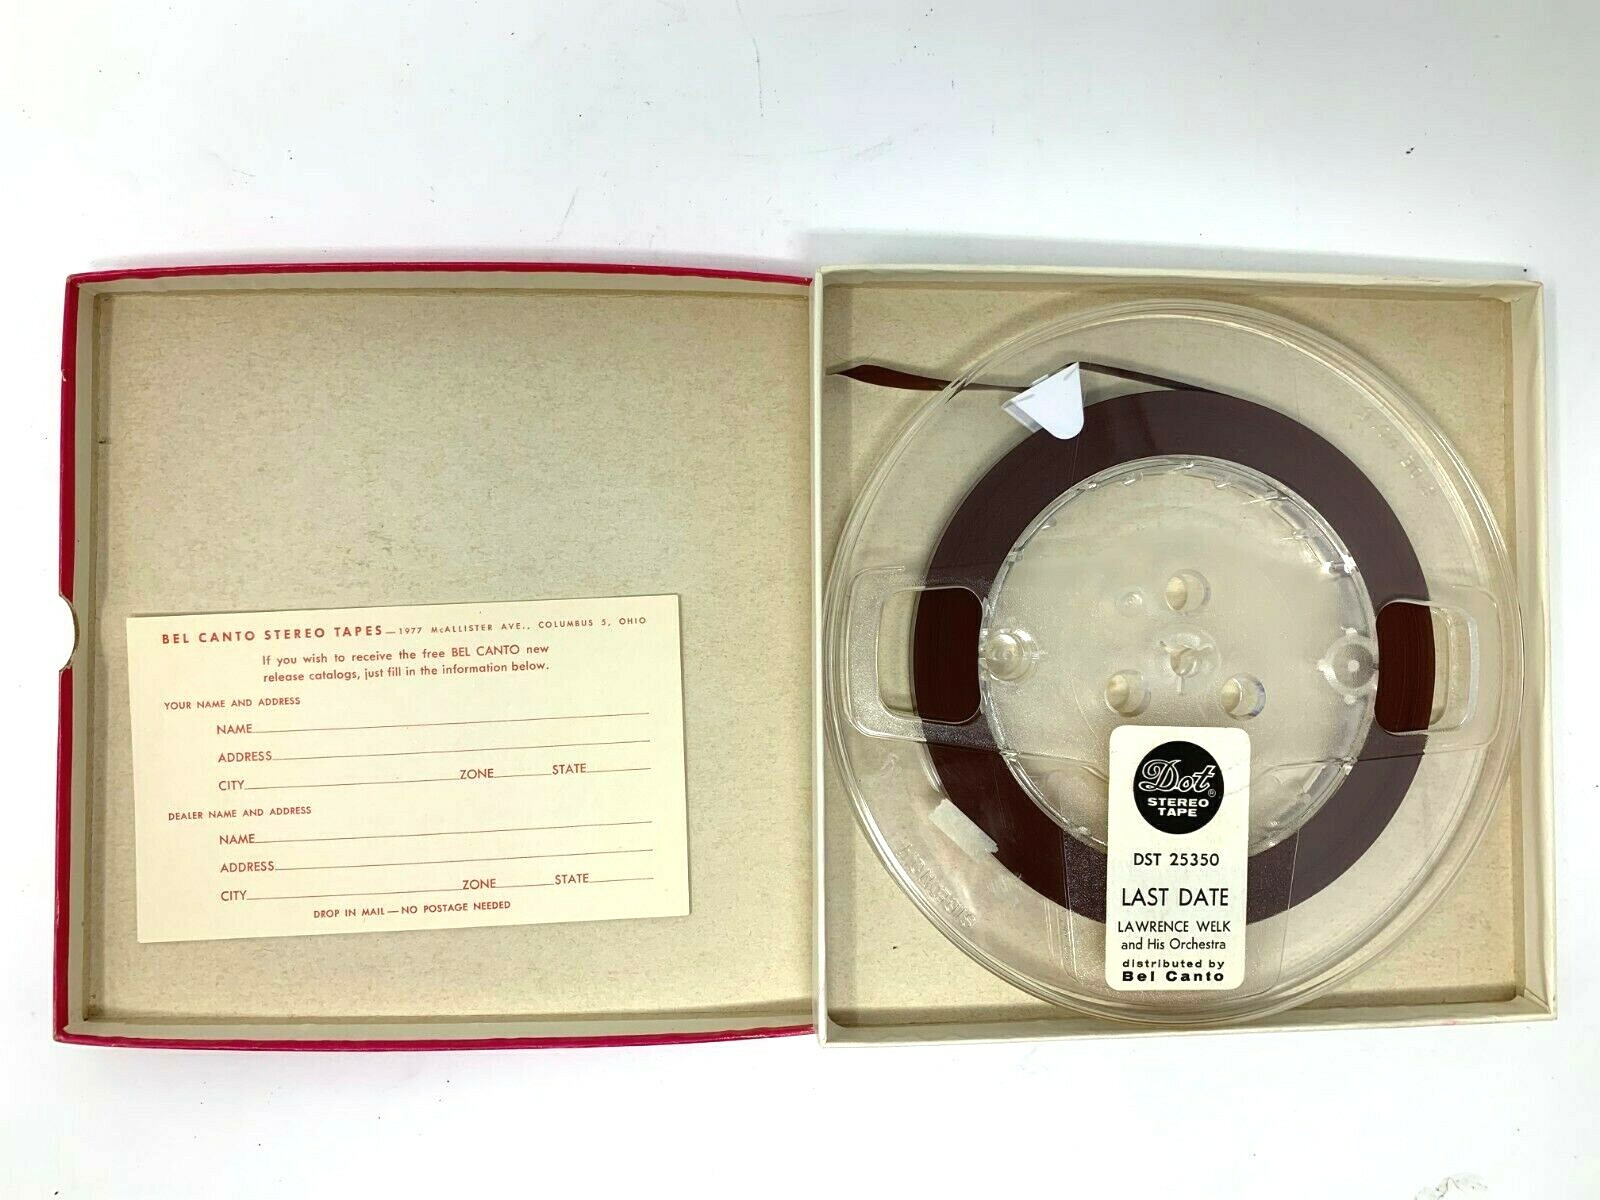 BEL CANTO STEREO TAPES — 1977 McALLISTER AVE., COLUMBUS 5, OHIO
If you wish to receive the free BEL CANTO new
release catalogs, just fill in the information below.
YOUR NAME AND ADDRESS
NAME
ADDRESS
CITY ZONE STATE
DEALER NAME AND ADDRESS
NAME
ADDRESS
CITY ZONE STATE
DROP IN MAIL — NO POSTAGE NEEDED
Dot®
STEREO
TAPE
DST 25350
LAST DATE
LAWRENCE WELK
and His Orchestra
distributed by
Bel Canto